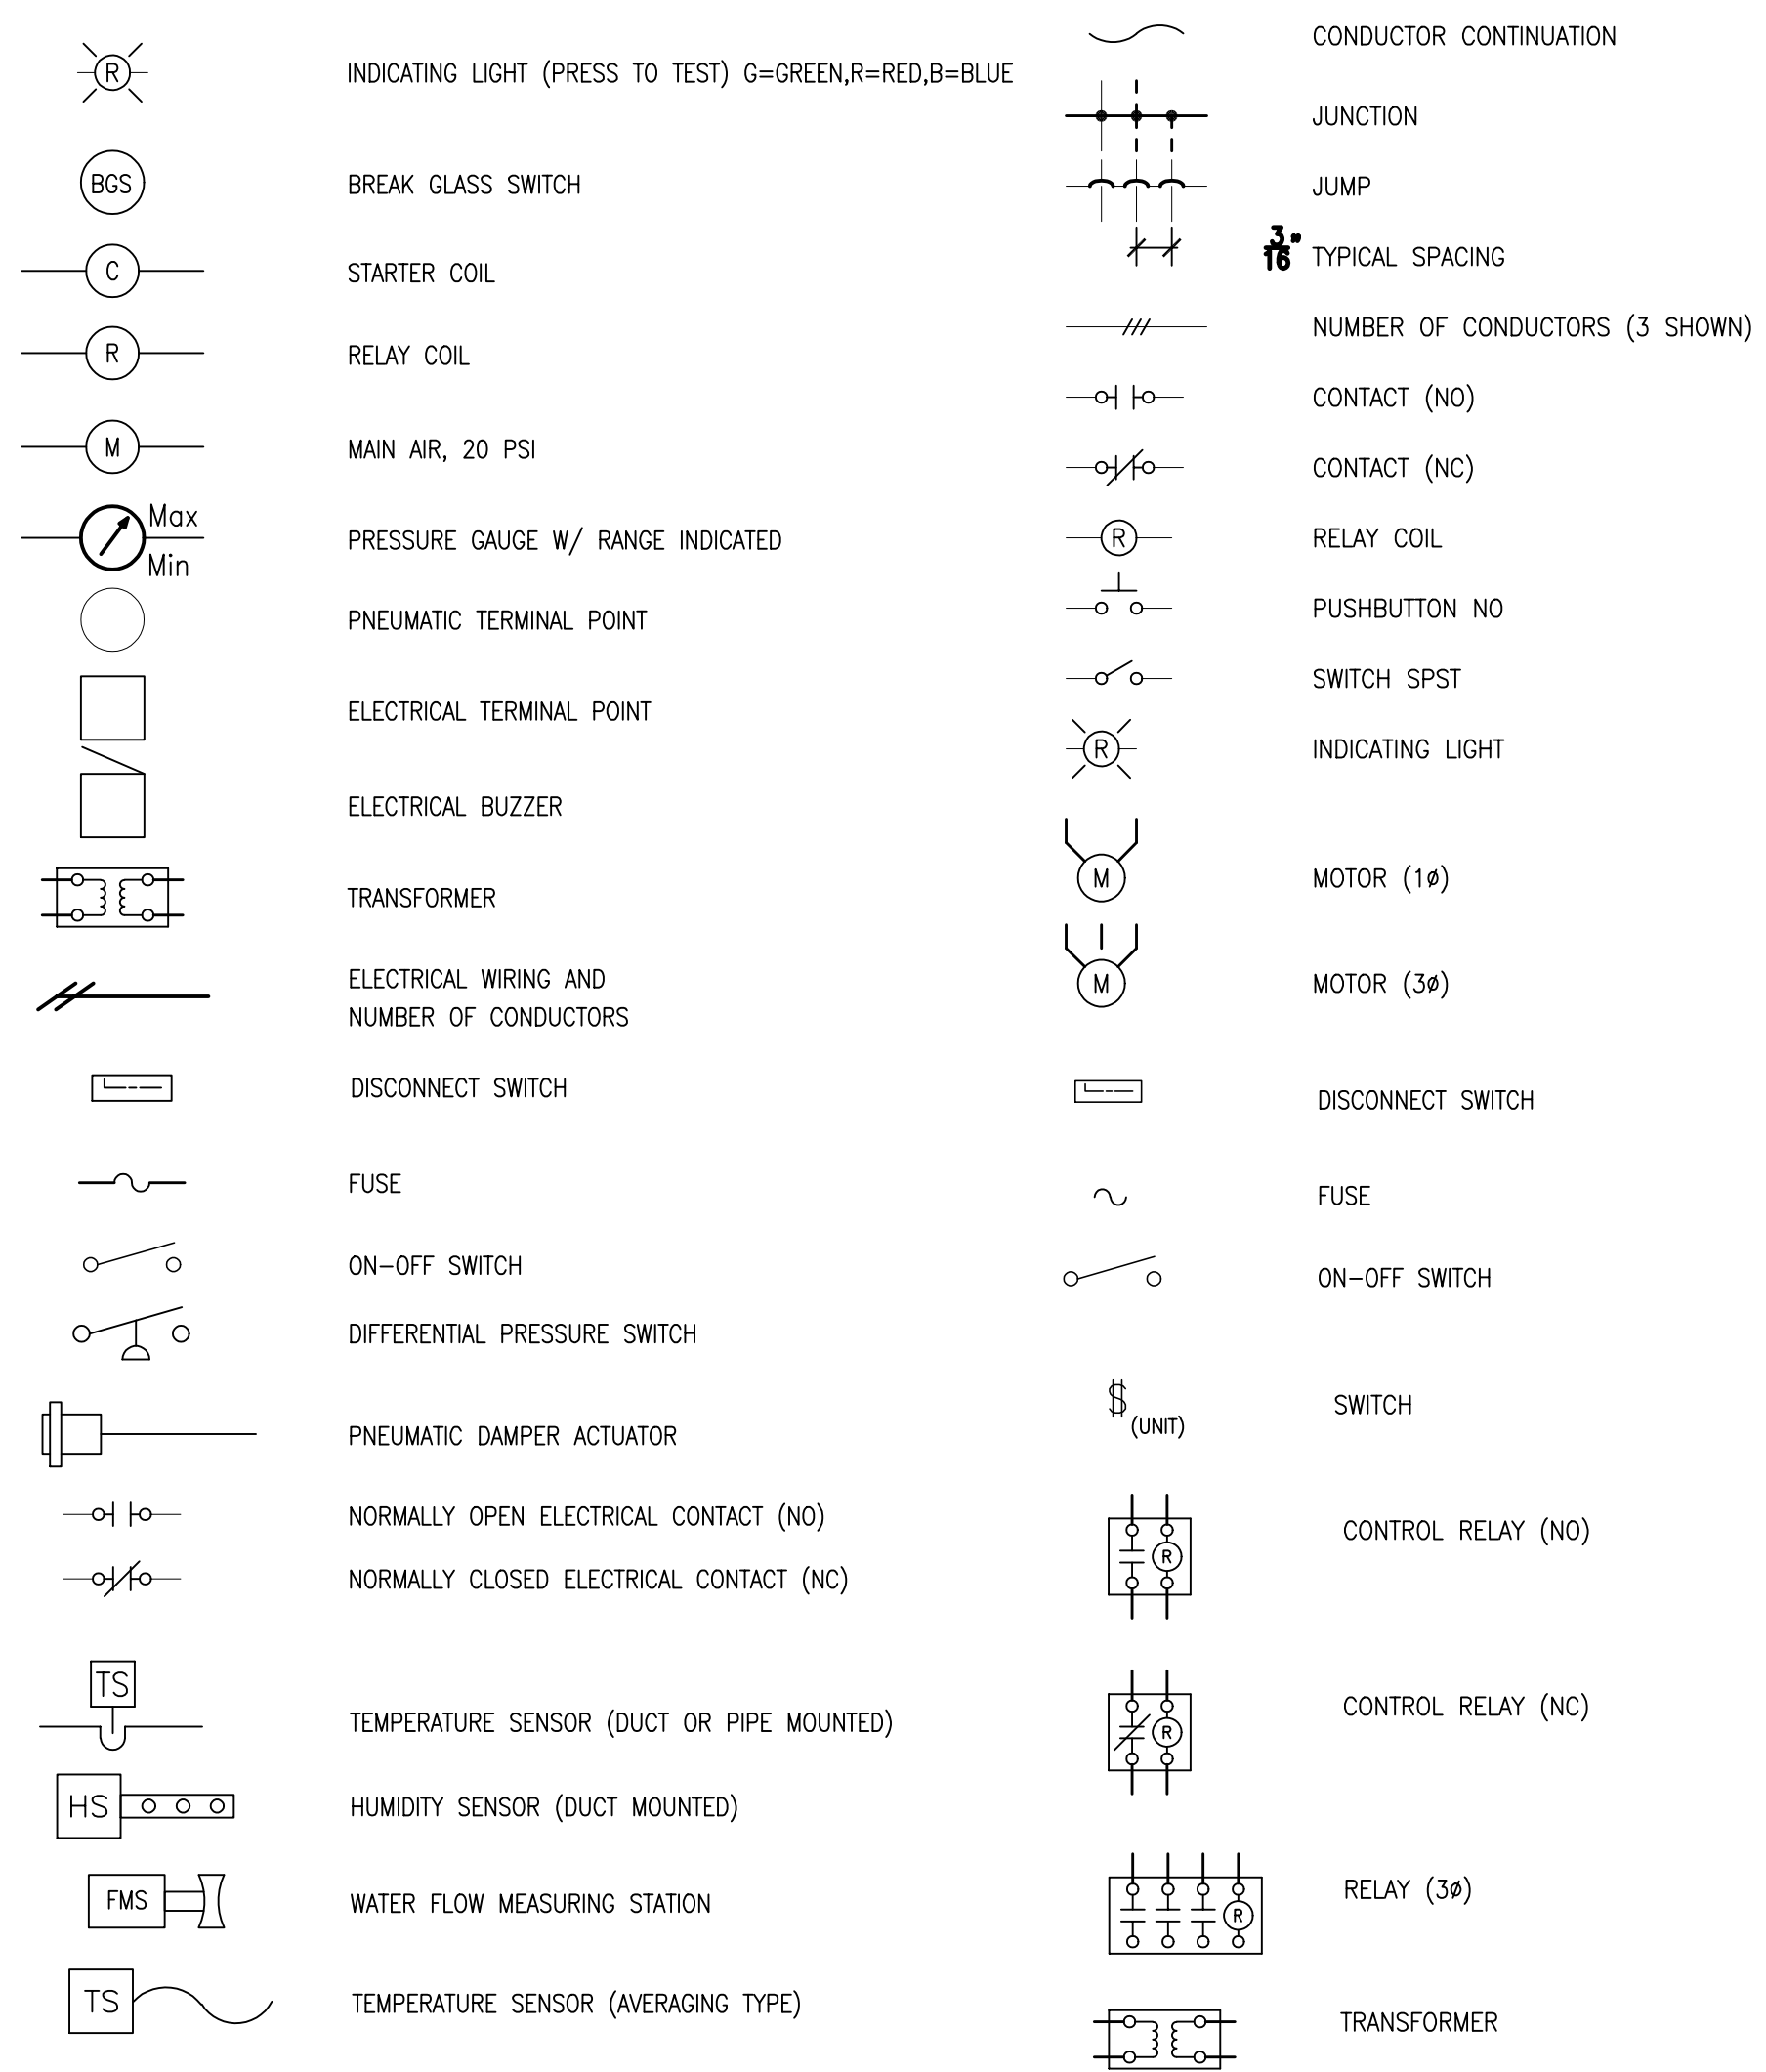 R
INDICATING LIGHT (PRESS TO TEST) G=GREEN,R=RED,B=BLUE
BGS
BREAK GLASS SWITCH
C
STARTER COIL
R
RELAY COIL
M
MAIN AIR, 20 PSI
Max
Min
PRESSURE GAUGE W/ RANGE INDICATED
PNEUMATIC TERMINAL POINT
ELECTRICAL TERMINAL POINT
ELECTRICAL BUZZER
TRANSFORMER
ELECTRICAL WIRING AND
NUMBER OF CONDUCTORS
DISCONNECT SWITCH
FUSE
ON-OFF SWITCH
DIFFERENTIAL PRESSURE SWITCH
PNEUMATIC DAMPER ACTUATOR
NORMALLY OPEN ELECTRICAL CONTACT (NO)
NORMALLY CLOSED ELECTRICAL CONTACT (NC)
TS
TEMPERATURE SENSOR (DUCT OR PIPE MOUNTED)
HS
HUMIDITY SENSOR (DUCT MOUNTED)
FMS
WATER FLOW MEASURING STATION
TS
TEMPERATURE SENSOR (AVERAGING TYPE)
CONDUCTOR CONTINUATION
JUNCTION
JUMP
3/16" TYPICAL SPACING
NUMBER OF CONDUCTORS (3 SHOWN)
CONTACT (NO)
CONTACT (NC)
R
RELAY COIL
PUSHBUTTON NO
SWITCH SPST
R
INDICATING LIGHT
M
MOTOR (1ø)
M
MOTOR (3ø)
DISCONNECT SWITCH
FUSE
ON-OFF SWITCH
$ (UNIT)
SWITCH
R
CONTROL RELAY (NO)
R
CONTROL RELAY (NC)
R
RELAY (3ø)
TRANSFORMER